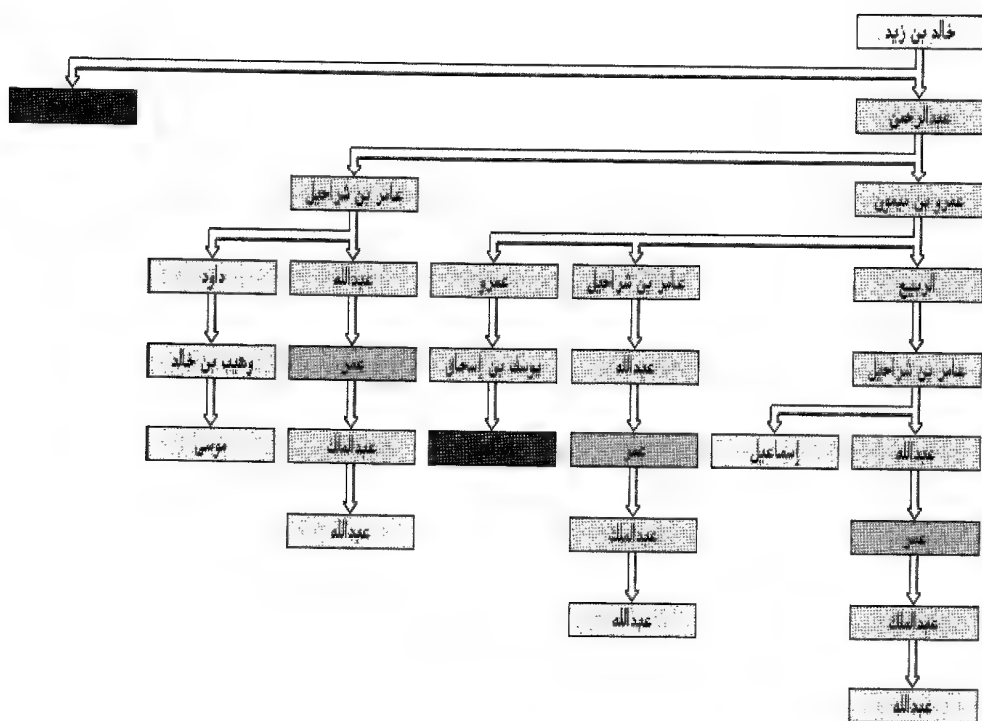 خالد بن زيد
عبدالرحمن
عامر بن شراحيل
عمرو بن ميمون
الربيع
عامر بن شراحيل
عمرو
عبدالله
داود
عامر بن شراحيل
عبدالله
يوسف بن إسحاق
عمر
وهيب بن خالد
عبدالله
إسماعيل
عمر
عبدالملك
موسى
عمر
عبدالملك
عبدالله
عبدالملك
عبدالله
عبدالله